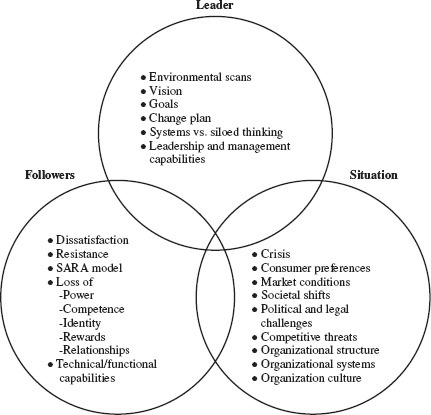 Leader
● Environmental scans
● Vision
● Goals
● Change plan
● Systems vs. siloed thinking
● Leadership and management
capabilities
Followers
● Dissatisfaction
● Resistance
● SARA model
● Loss of
-Power
-Competence
-Identity
-Rewards
-Relationships
● Technical/functional
capabilities
Situation
● Crisis
● Consumer preferences
● Market conditions
● Societal shifts
● Political and legal
challenges
● Competitive threats
● Organizational structure
● Organizational systems
● Organization culture